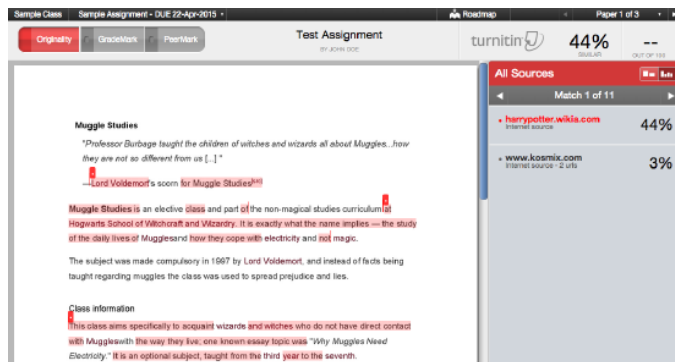 Sample Class Sample Assignment - DUE 22-Apr-2015 Roadmap Paper 1 of 3
Originality GradeMark PeerMark
Test Assignment
BY JOHN DOE
turnitin
44%
SIMILAR
--
OUT OF 100
Muggle Studies
"Professor Burbage taught the children of witches and wizards all about Muggles...how
they are not so different from us [...] "
—Lord Voldemort's scorn for Muggle Studies
Muggle Studies is an elective class and part of the non-magical studies curriculum at
Hogwarts School of Witchcraft and Wizardry. It is exactly what the name implies — the study
of the daily lives of Mugglesand how they cope with electricity and not magic.
The subject was made compulsory in 1997 by Lord Voldemort, and instead of facts being
taught regarding muggles the class was used to spread prejudice and lies.
Class information
This class aims specifically to acquaint wizards and witches who do not have direct contact
with Muggleswith the way they live; one known essay topic was "Why Muggles Need
Electricity." It is an optional subject, taught from the third year to the seventh.
All Sources
Match 1 of 11
harrypotter.wikia.com 44%
Internet source
www.kosmix.com 3%
Internet source - 2 urls